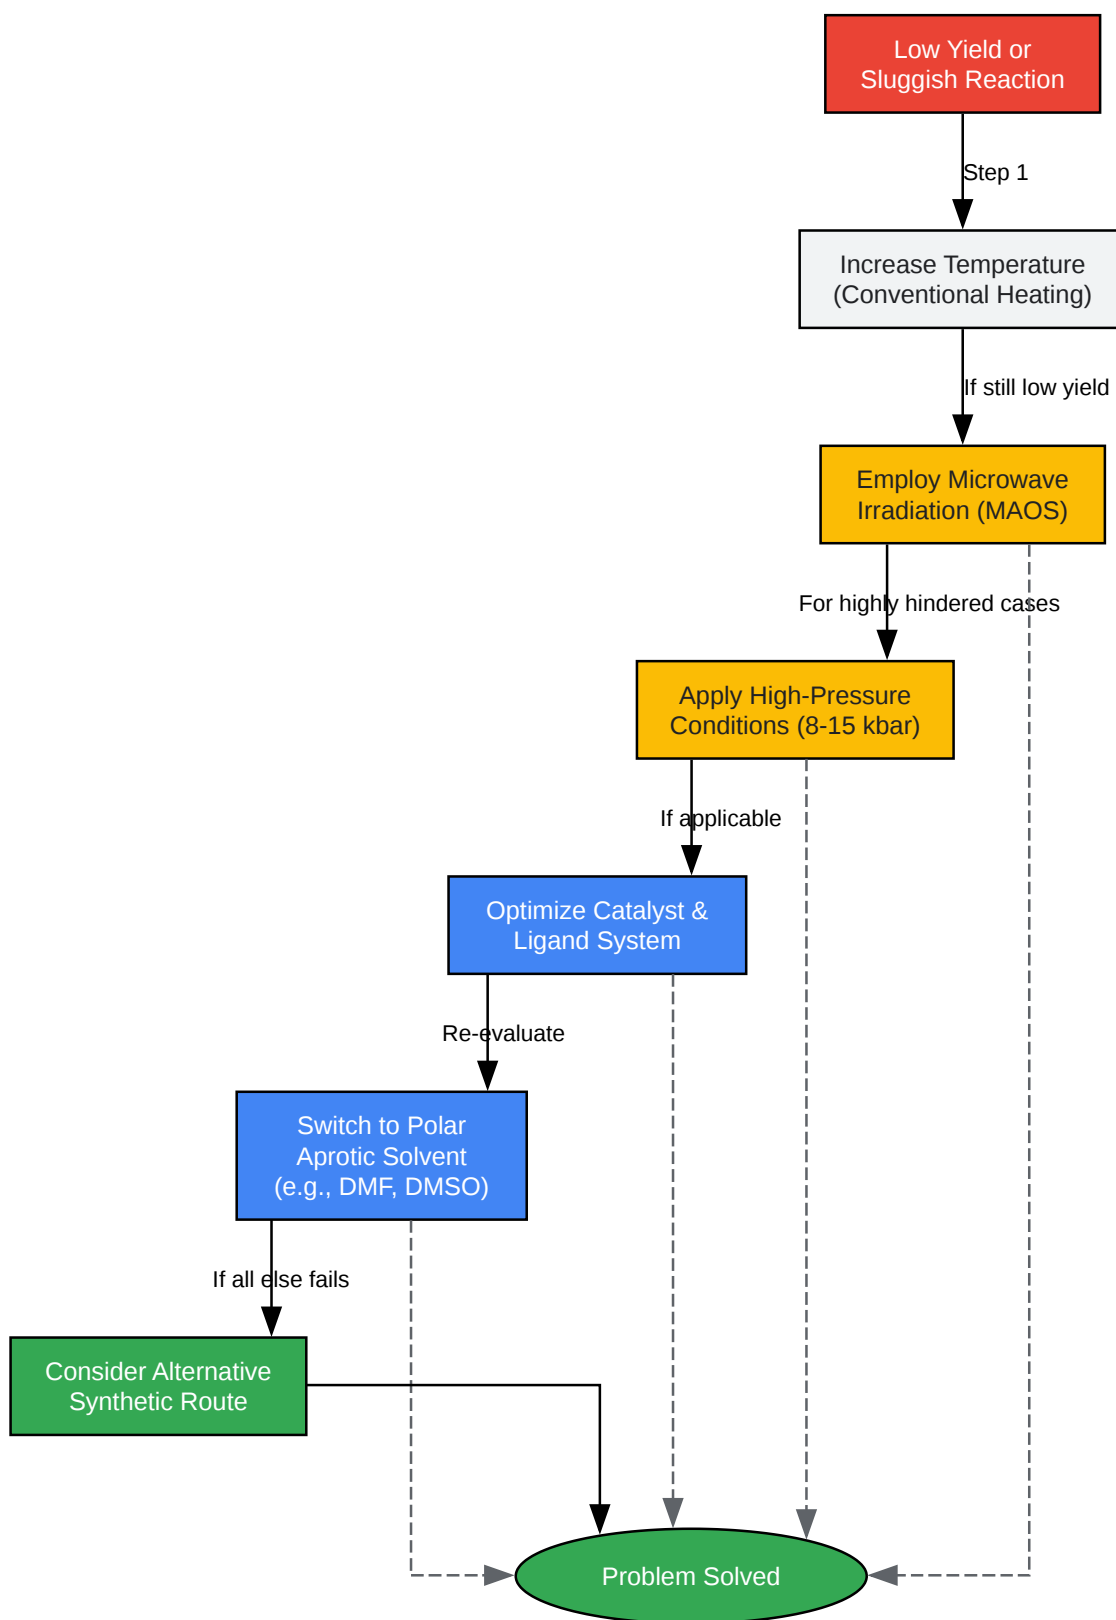 Low Yield or
Sluggish Reaction
Step 1
Increase Temperature
(Conventional Heating)
If still low yield
Employ Microwave
Irradiation (MAOS)
For highly hindered cases
Apply High-Pressure
Conditions (8-15 kbar)
If applicable
Optimize Catalyst &
Ligand System
Re-evaluate
Switch to Polar
Aprotic Solvent
(e.g., DMF, DMSO)
If all else fails
Consider Alternative
Synthetic Route
Problem Solved